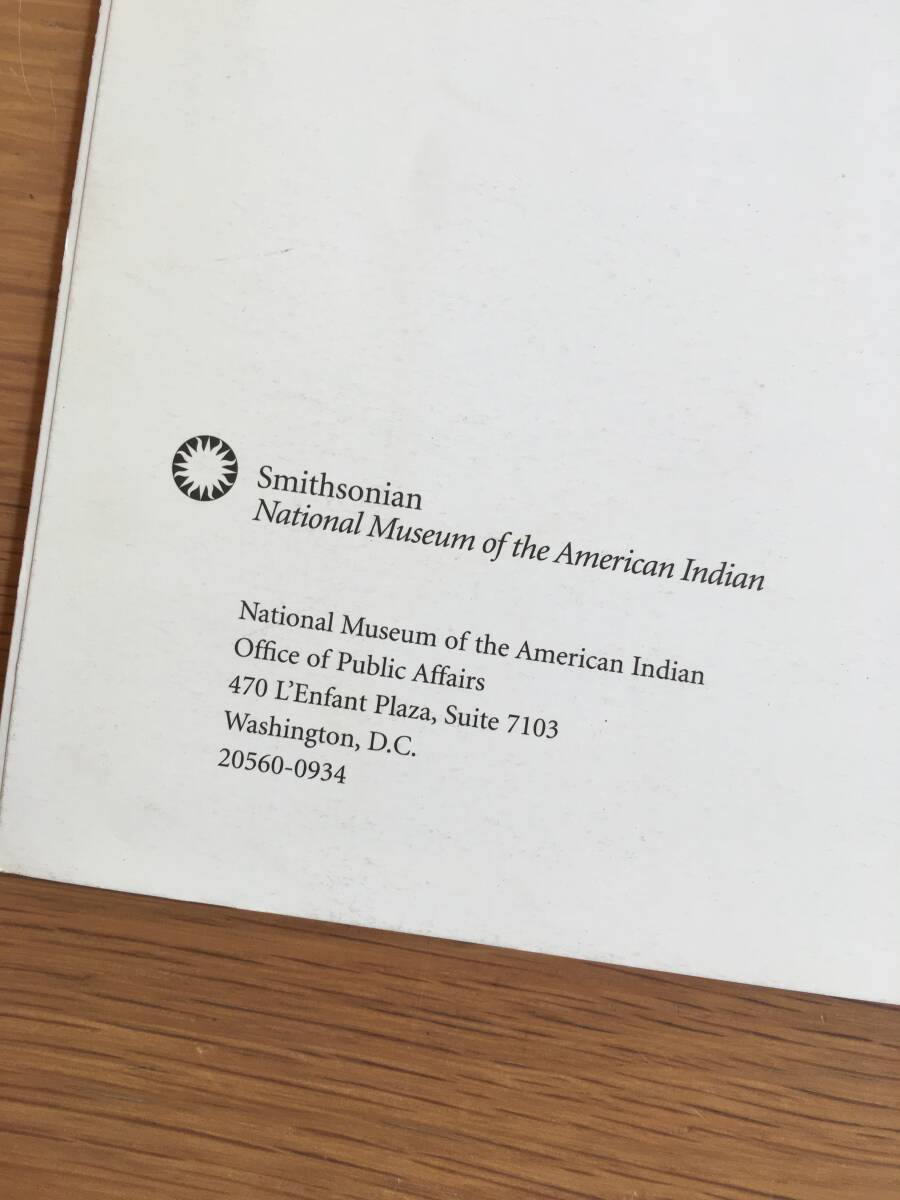 Smithsonian
National Museum of the American Indian
National Museum of the American Indian
Office of Public Affairs
470 L’Enfant Plaza, Suite 7103
Washington, D.C.
20560-0934